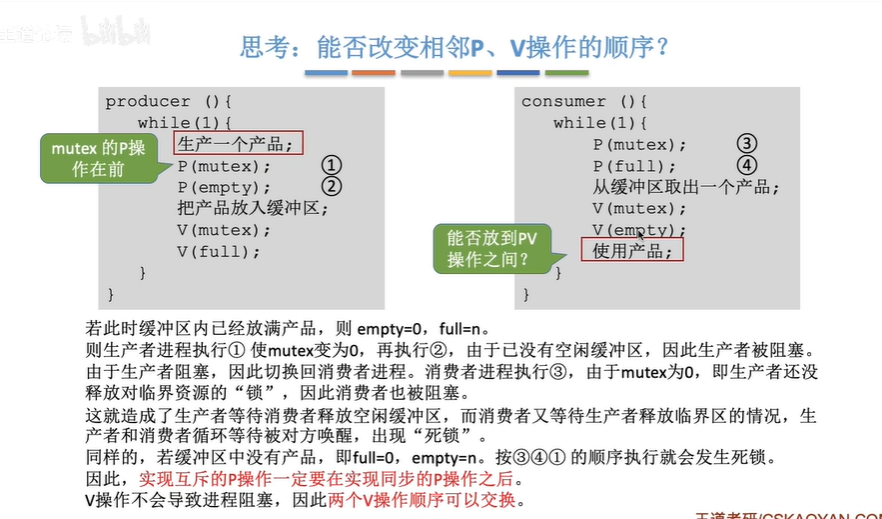 思考：能否改变相邻P、V操作的顺序？
producer (){
while(1){
生产一个产品;
mutex 的P操
作在前
P(mutex); ①
P(empty); ②
把产品放入缓冲区;
V(mutex);
V(full);
}
}
consumer (){
while(1){
P(mutex); ③
P(full); ④
从缓冲区取出一个产品;
V(mutex);
V(empty);
能否放到PV
操作之间？
使用产品;
}
}
若此时缓冲区内已经放满产品，则 empty=0，full=n。
则生产者进程执行① 使mutex变为0，再执行②，由于已没有空闲缓冲区，因此生产者被阻塞。
由于生产者阻塞，因此切换回消费者进程。消费者进程执行③，由于mutex为0，即生产者还没
释放对临界资源的“锁”，因此消费者也被阻塞。
这就造成了生产者等待消费者释放空闲缓冲区，而消费者又等待生产者释放临界区的情况，生
产者和消费者循环等待被对方唤醒，出现“死锁”。
同样的，若缓冲区中没有产品，即full=0，empty=n。按③④① 的顺序执行就会发生死锁。
因此，实现互斥的P操作一定要在实现同步的P操作之后。
V操作不会导致进程阻塞，因此两个V操作顺序可以交换。